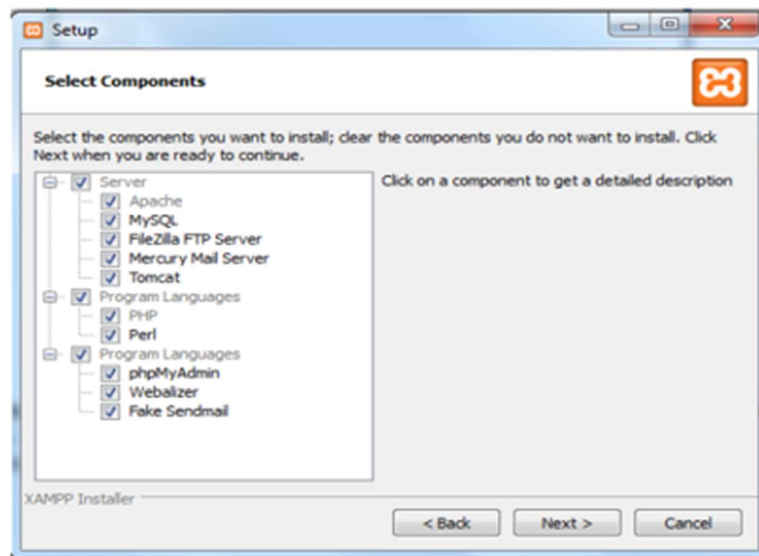 Setup
Select Components
Select the components you want to install; clear the components you do not want to install. Click
Next when you are ready to continue.
Server
Apache
MySQL
FileZilla FTP Server
Mercury Mail Server
Tomcat
Program Languages
PHP
Perl
Program Languages
phpMyAdmin
Webalizer
Fake Sendmail
Click on a component to get a detailed description
XAMPP Installer
< Back
Next >
Cancel